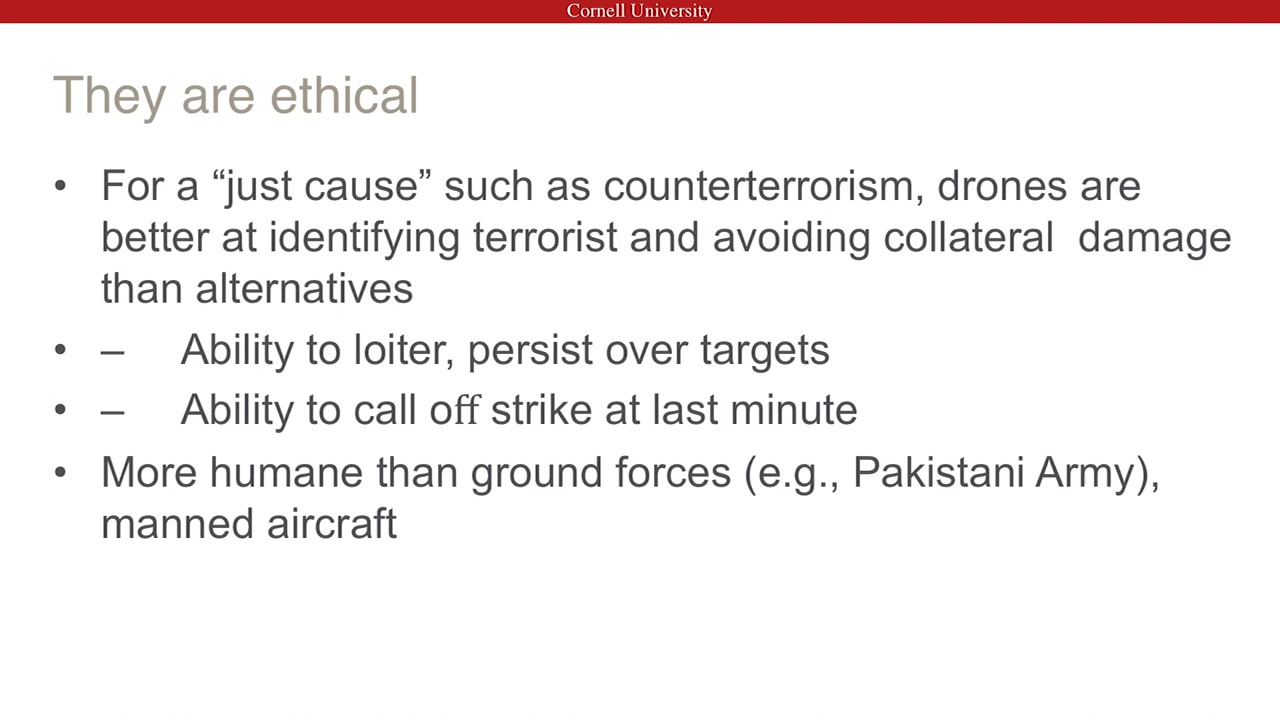 Cornell University
They are ethical
• For a “just cause” such as counterterrorism, drones are
better at identifying terrorist and avoiding collateral  damage
than alternatives
• – Ability to loiter, persist over targets
• – Ability to call off strike at last minute
• More humane than ground forces (e.g., Pakistani Army),
manned aircraft